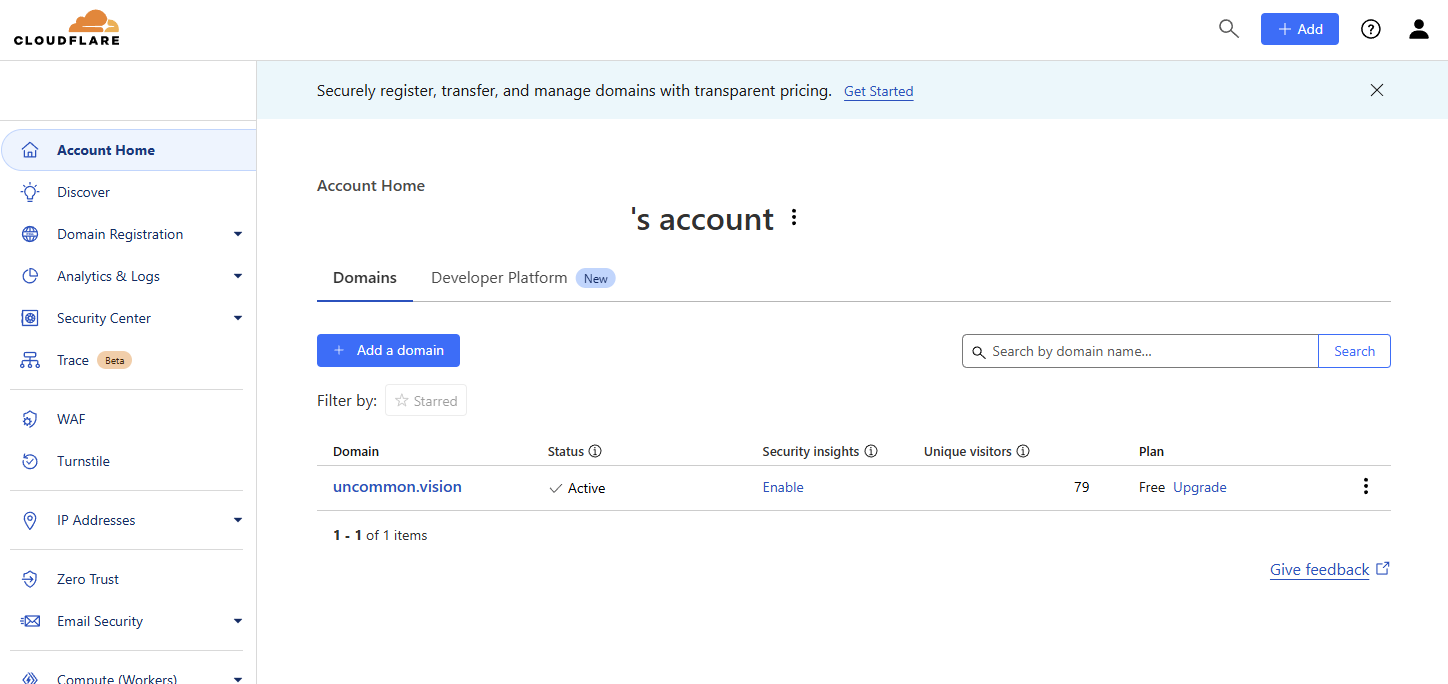 CLOUDFLARE
Add
Securely register, transfer, and manage domains with transparent pricing. Get Started
Account Home
Discover
Domain Registration
Analytics & Logs
Security Center
Trace Beta
WAF
Turnstile
IP Addresses
Zero Trust
Email Security
Compute (Workers)
Account Home
's account
Domains Developer Platform New
Add a domain
Search by domain name... Search
Filter by: Starred
Domain Status Security insights Unique visitors Plan
uncommon.vision Active Enable 79 Free Upgrade
1 - 1 of 1 items
Give feedback